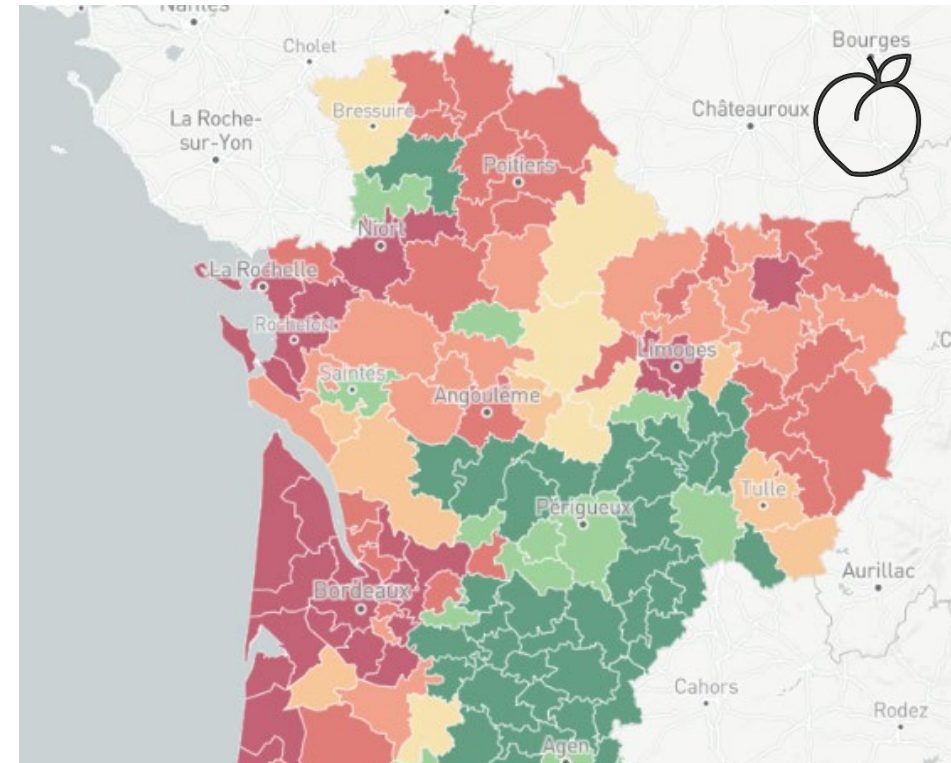 Nantes
Cholet
Bourges
La Roche-
sur-Yon
Bressuire
Châteauroux
Poitiers
Niort
La Rochelle
Rochefort
Limoges
Saintes
Angoulême
Périgueux
Tulle
Aurillac
Bordeaux
Cahors
Rodez
Agen